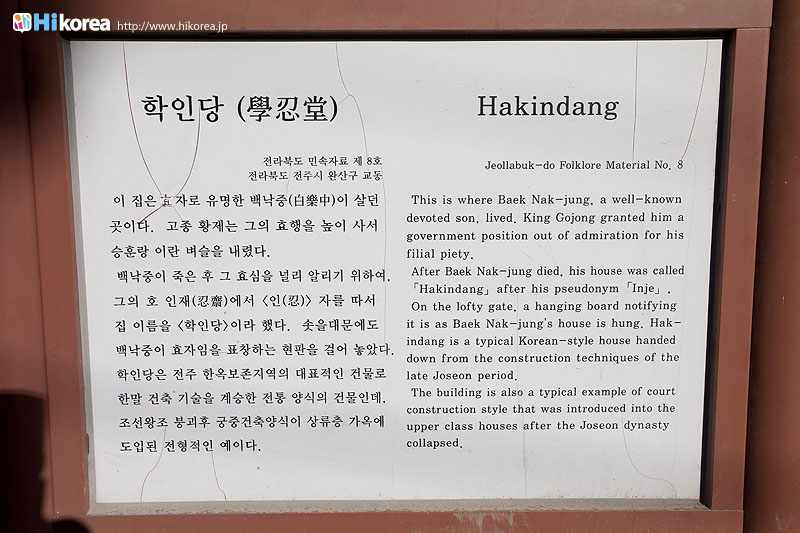 Hikorea http://www.hikorea.jp
학인당 (學忍堂)
전라북도 민속자료 제 8호
전라북도 전주시 완산구 교동
이 집은 효자로 유명한 백낙중(白樂中)이 살던
곳이다. 고종 황제는 그의 효행을 높이 사서
승훈랑 이란 벼슬을 내렸다.
백낙중이 죽은 후 그 효심을 널리 알리기 위하여,
그의 호 인재(忍齋)에서 <인(忍)> 자를 따서
집 이름을 <학인당>이라 했다. 솟을대문에도
백낙중이 효자임을 표창하는 현판을 걸어 놓았다.
학인당은 전주 한옥보존지역의 대표적인 건물로
한말 건축 기술을 계승한 전통 양식의 건물인데,
조선왕조 붕괴후 궁중건축양식이 상류층 가옥에
도입된 전형적인 예이다.
Hakindang
Jeollabuk-do Folklore Material No. 8
This is where Baek Nak-jung, a well-known
devoted son, lived. King Gojong granted him a
government position out of admiration for his
filial piety.
After Baek Nak-jung died, his house was called
「Hakindang」 after his pseudonym 「Inje」.
On the lofty gate, a hanging board notifying
it is as Baek Nak-jung's house is hung. Hak-
indang is a typical Korean-style house handed
down from the construction techniques of the
late Joseon period.
The building is also a typical example of court
construction style that was introduced into the
upper class houses after the Joseon dynasty
collapsed.